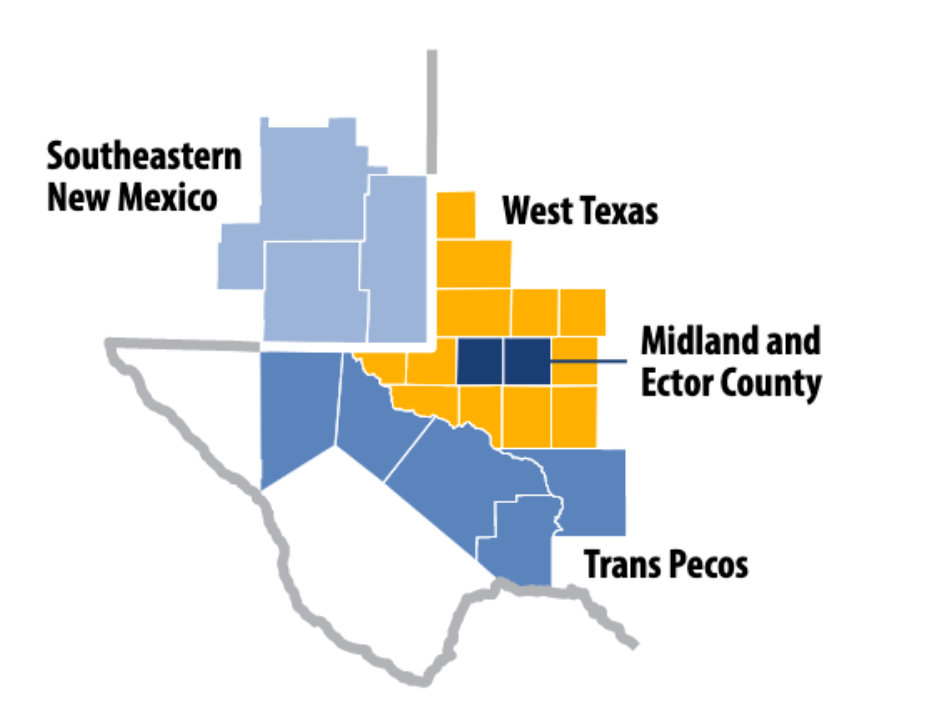 Southeastern
New Mexico
West Texas
Midland and
Ector County
Trans Pecos